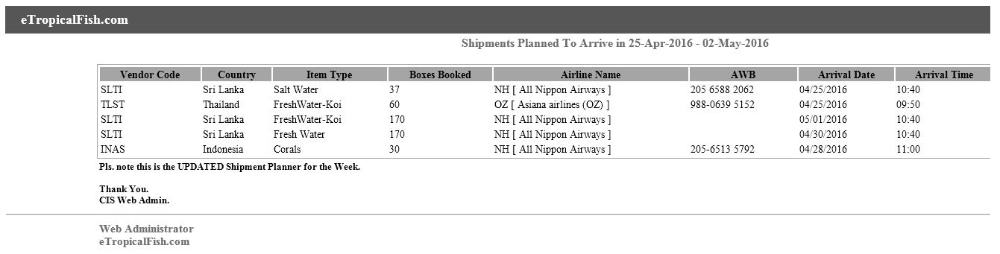 eTropicalFish.com
Shipments Planned To Arrive in 25-Apr-2016 - 02-May-2016
Vendor Code Country Item Type Boxes Booked Airline Name AWB Arrival Date Arrival Time
SLTI Sri Lanka Salt Water 37 NH [ All Nippon Airways ] 205 6588 2062 04/25/2016 10:40
TLST Thailand FreshWater-Koi 60 OZ [ Asiana airlines (OZ) ] 988-0639 5152 04/25/2016 09:50
SLTI Sri Lanka FreshWater-Koi 170 NH [ All Nippon Airways ] 05/01/2016 10:40
SLTI Sri Lanka Fresh Water 170 NH [ All Nippon Airways ] 04/30/2016 10:40
INAS Indonesia Corals 30 NH [ All Nippon Airways ] 205-6513 5792 04/28/2016 11:00
Pls. note this is the UPDATED Shipment Planner for the Week.
Thank You.
CIS Web Admin.
Web Administrator
eTropicalFish.com